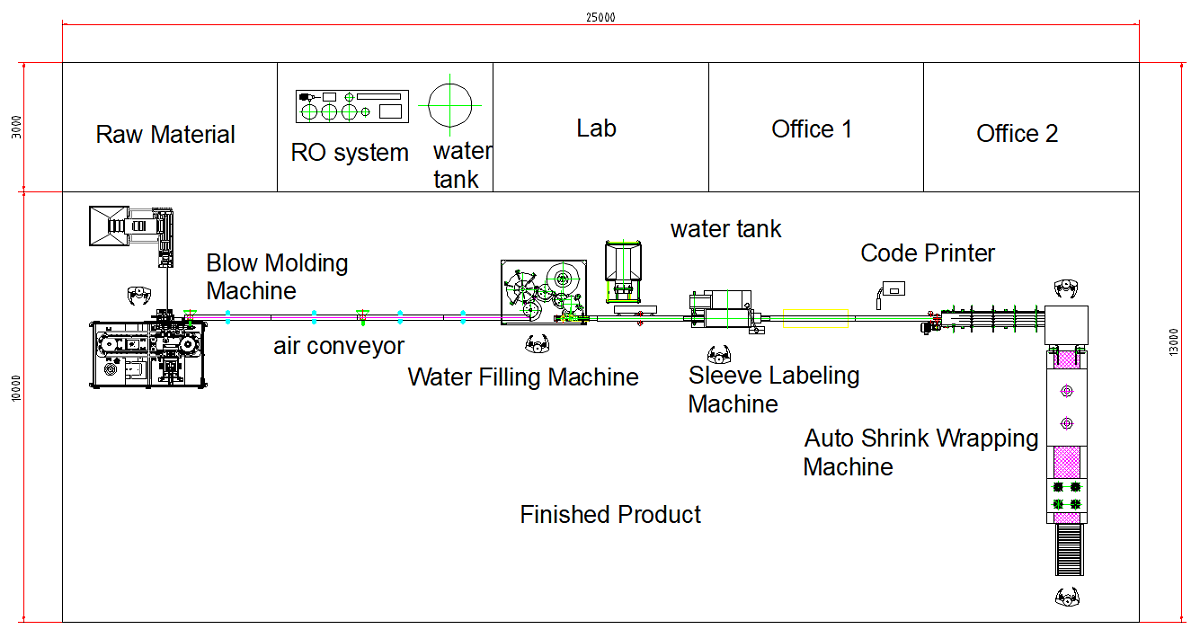 25000
3000
Raw Material
RO system
water
tank
Lab
Office 1
Office 2
water tank
Code Printer
Blow Molding
Machine
air conveyor
Water Filling Machine
Sleeve Labeling
Machine
13000
10000
Auto Shrink Wrapping
Machine
Finished Product